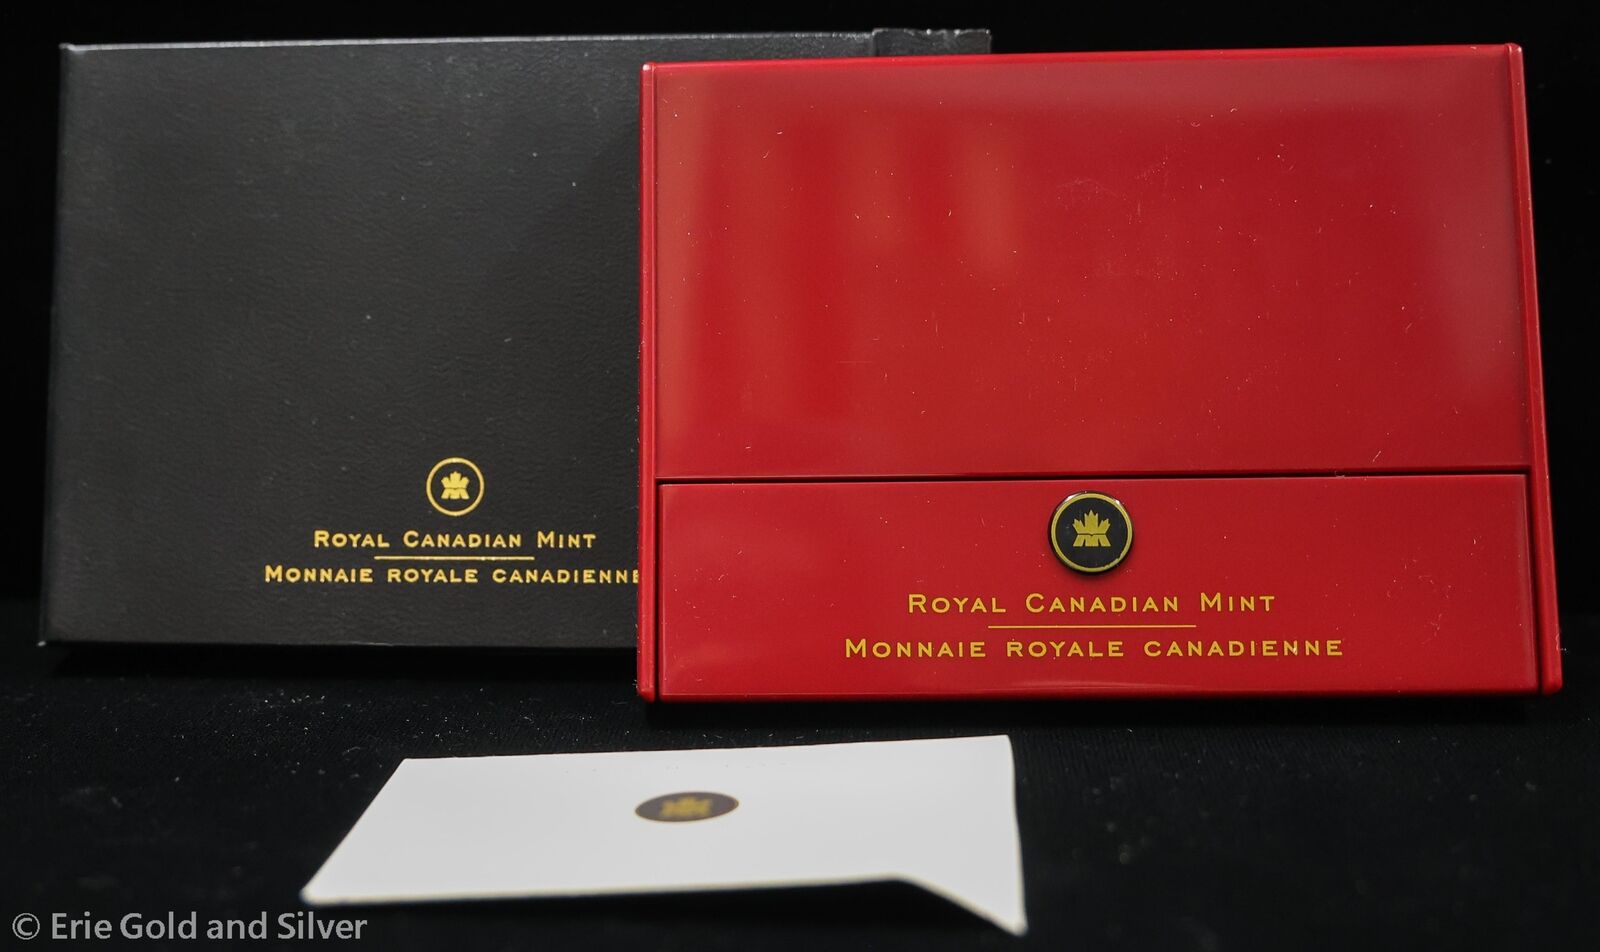 ROYAL CANADIAN MINT
MONNAIE ROYALE CANADIENNE
ROYAL CANADIAN MINT
MONNAIE ROYALE CANADIENNE
© Erie Gold and Silver